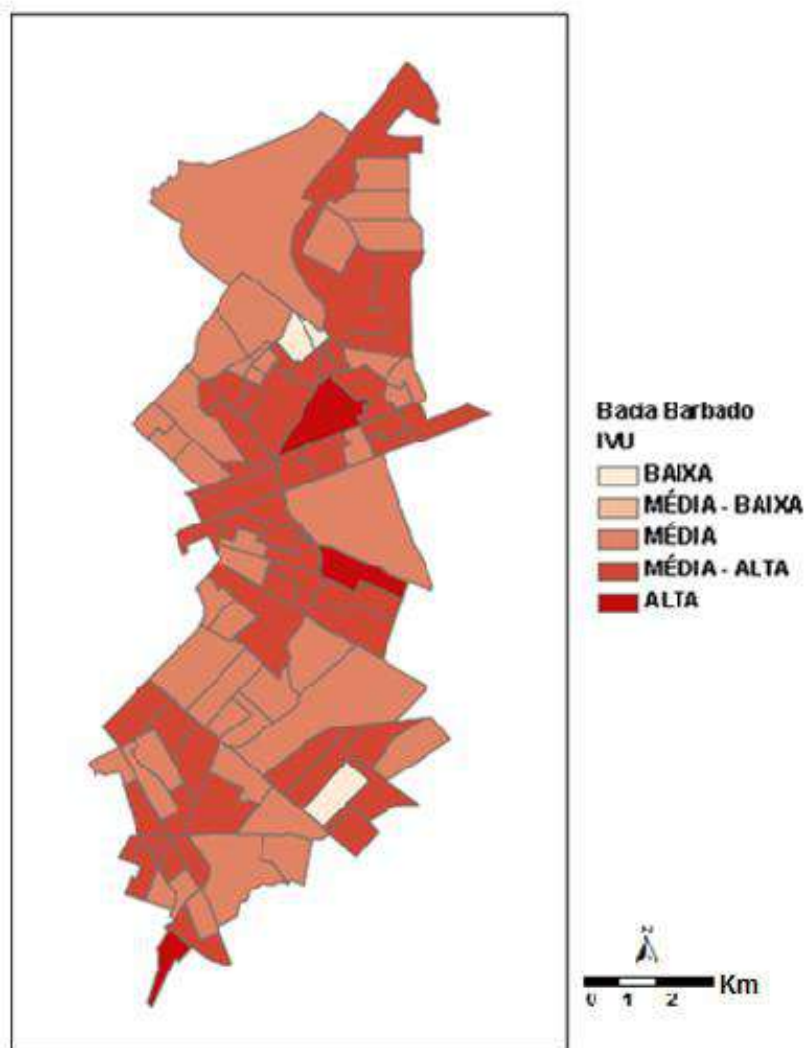 Bacia Barbado
IVU
BAIXA
MÉDIA - BAIXA
MÉDIA
MÉDIA - ALTA
ALTA
N
Km
0 1 2